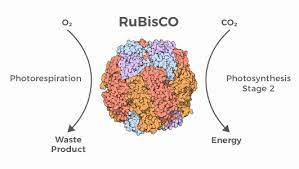 O₂
RuBisCO
CO₂
Photorespiration
Photosynthesis
Stage 2
Waste
Product
Energy